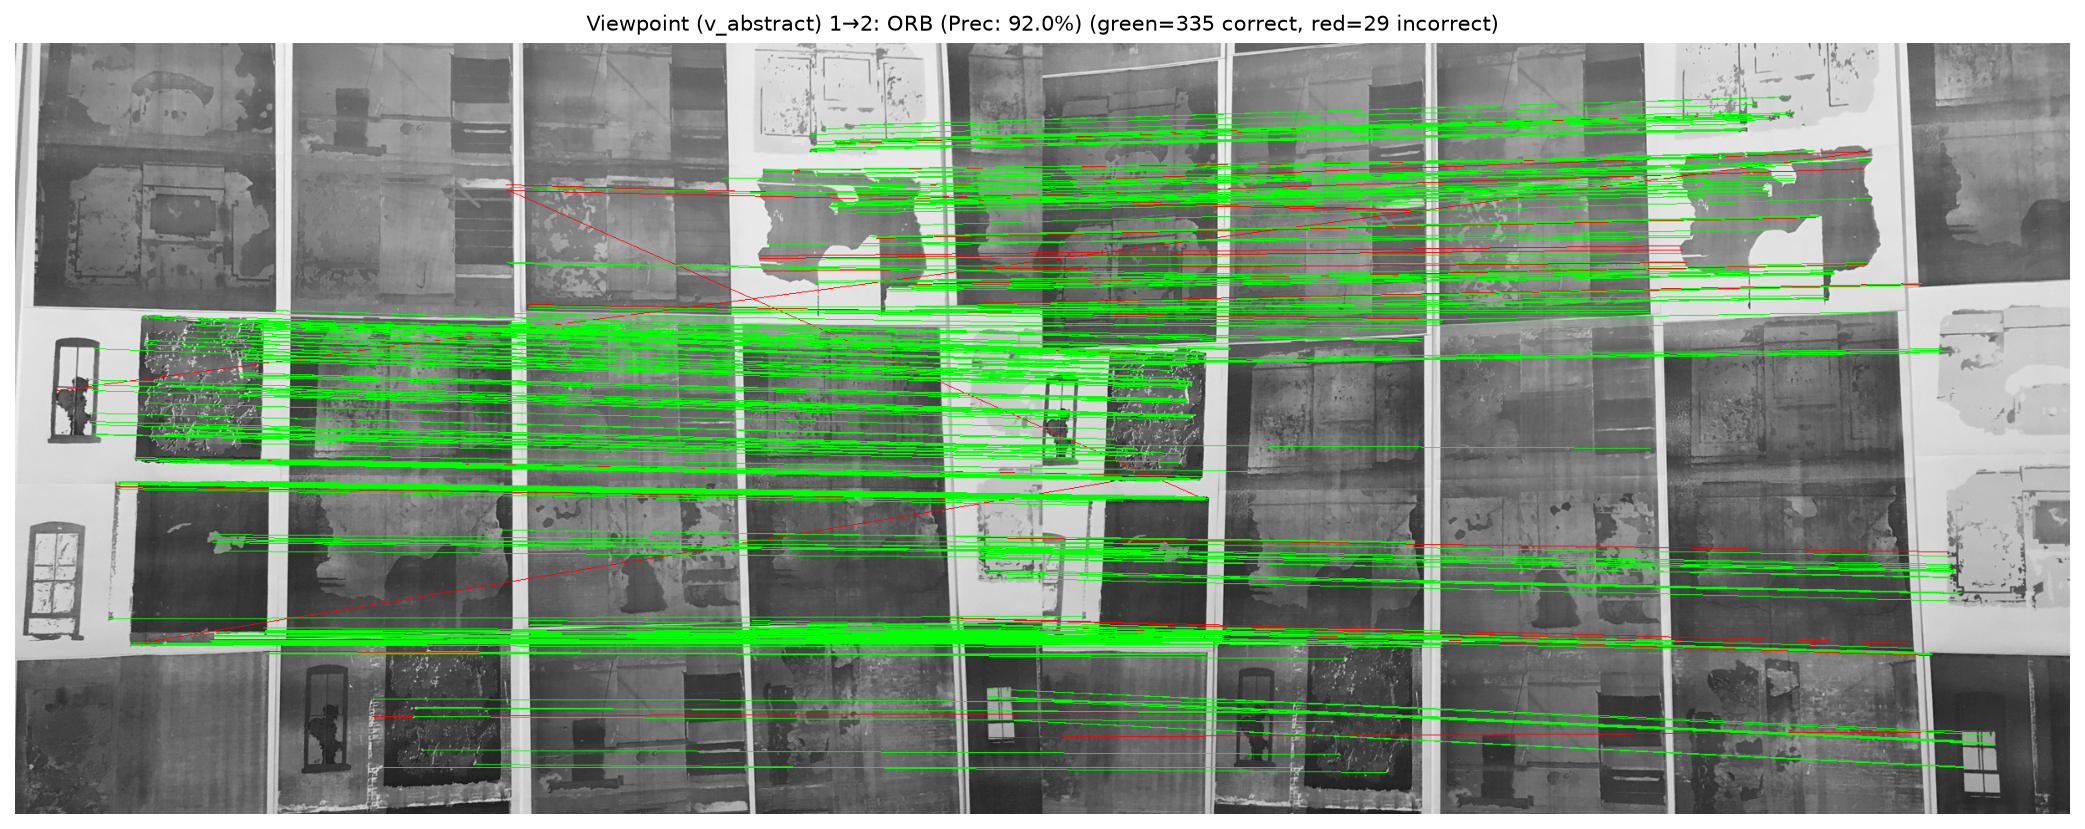 Viewpoint (v_abstract) 1→2: ORB (Prec: 92.0%) (green=335 correct, red=29 incorrect)